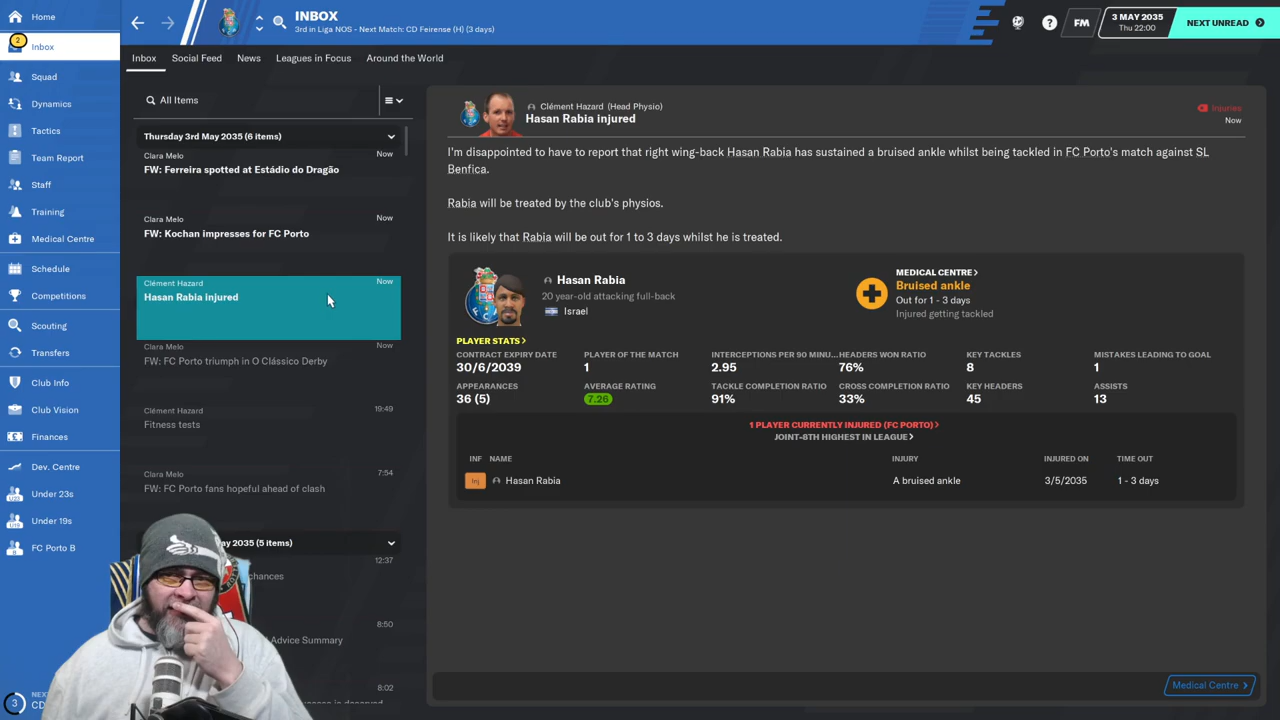 Home
INBOX
3rd in Liga NOS - Next Match: CD Feirense (H) (3 days)
FM
3 MAY 2035
Thu 22:00
NEXT UNREAD
2
Inbox
Squad
Dynamics
Tactics
Team Report
Staff
Training
Medical Centre
Schedule
Competitions
Scouting
Transfers
Club Info
Club Vision
Finances
Dev. Centre
Under 23s
Under 19s
FC Porto B
3
CD
Inbox Social Feed News Leagues in Focus Around the World
All Items
Thursday 3rd May 2035 (6 items)
Clara Melo Now
FW: Ferreira spotted at Estádio do Dragão
Clara Melo Now
FW: Kochan impresses for FC Porto
Clément Hazard Now
Hasan Rabia injured
Clara Melo Now
FW: FC Porto triumph in O Clássico Derby
Clément Hazard 19:49
Fitness tests
Clara Melo 7:54
FW: FC Porto fans hopeful ahead of clash
ay 2035 (5 items)
12:37
chances
8:50
Advice Summary
8:02
Clément Hazard (Head Physio)
Hasan Rabia injured
Injuries
Now
I'm disappointed to have to report that right wing-back Hasan Rabia has sustained a bruised ankle whilst being tackled in FC Porto's match against SL
Benfica.
Rabia will be treated by the club's physios.
It is likely that Rabia will be out for 1 to 3 days whilst he is treated.
Hasan Rabia
20 year-old attacking full-back
Israel
MEDICAL CENTRE
Bruised ankle
Out for 1 - 3 days
Injured getting tackled
PLAYER STATS
CONTRACT EXPIRY DATE PLAYER OF THE MATCH INTERCEPTIONS PER 90 MINU... HEADERS WON RATIO KEY TACKLES MISTAKES LEADING TO GOAL
30/6/2039 1 2.95 76% 8 1
APPEARANCES AVERAGE RATING TACKLE COMPLETION RATIO CROSS COMPLETION RATIO KEY HEADERS ASSISTS
36 (5) 7.26 91% 33% 45 13
1 PLAYER CURRENTLY INJURED (FC PORTO)
JOINT-8TH HIGHEST IN LEAGUE
INF NAME INJURY INJURED ON TIME OUT
Inj Hasan Rabia A bruised ankle 3/5/2035 1 - 3 days
Medical Centre